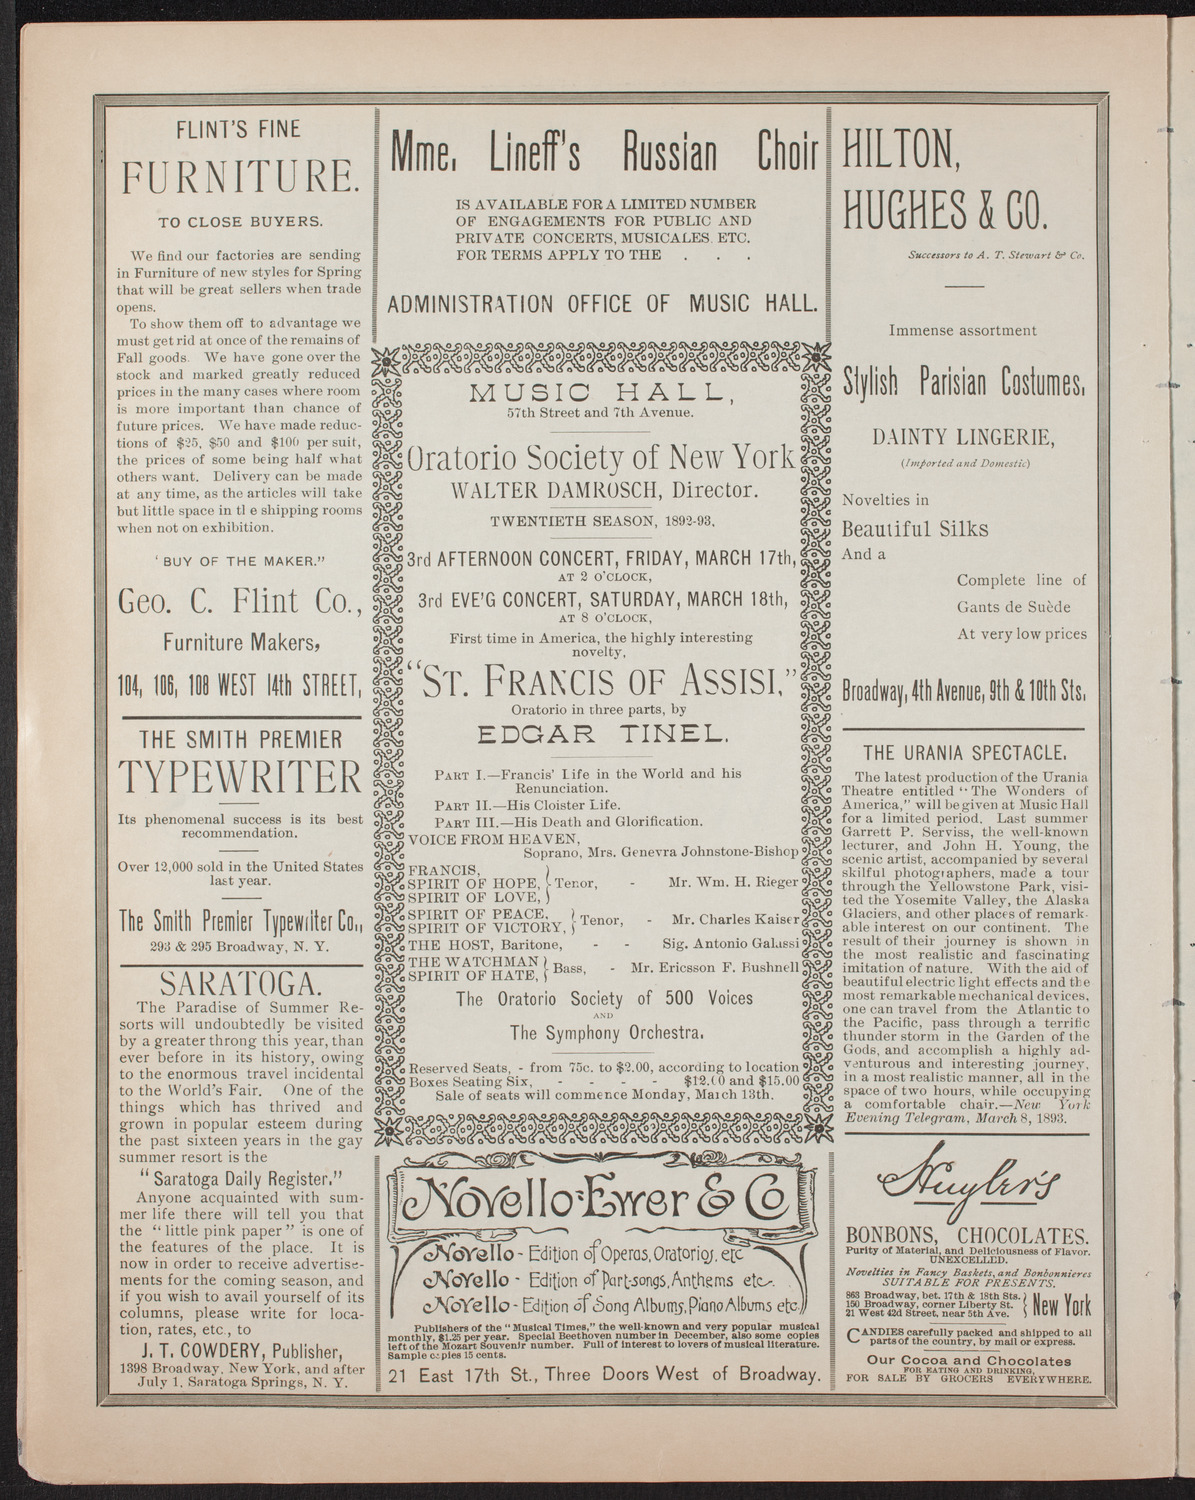 FLINT'S FINE
FURNITURE.
TO CLOSE BUYERS.
We find our factories are sending
in Furniture of new styles for Spring
that will be great sellers when trade
opens.
To show them off to advantage we
must get rid at once of the remains of
Fall goods. We have gone over the
stock and marked greatly reduced
prices in the many cases where room
is more important than chance of
future prices. We have made reduc-
tions of $25, $50 and $100 per suit,
the prices of some being half what
others want. Delivery can be made
at any time, as the articles will take
but little space in tl e shipping rooms
when not on exhibition.
'BUY OF THE MAKER."
Geo. C. Flint Co.,
Furniture Makers,
104, 106, 108 WEST 14th STREET,
THE SMITH PREMIER
TYPEWRITER
Its phenomenal success is its best
recommendation.
Over 12,000 sold in the United States
last year.
The Smith Premier Typewriter Co.,
293 & 295 Broadway, N. Y.
SARATOGA.
The Paradise of Summer Re-
sorts will undoubtedly be visited
by a greater throng this year, than
ever before in its history, owing
to the enormous travel incidental
to the World's Fair. One of the
things which has thrived and
grown in popular esteem during
the past sixteen years in the gay
summer resort is the
"Saratoga Daily Register."
Anyone acquainted with sum-
mer life there will tell you that
the "little pink paper" is one of
the features of the place. It is
now in order to receive advertise-
ments for the coming season, and
if you wish to avail yourself of its
columns, please write for loca-
tion, rates, etc., to
J. T. COWDERY, Publisher,
1398 Broadway, New York, and after
July 1, Saratoga Springs, N. Y.
Mme. Lineff's Russian Choir
IS AVAILABLE FOR A LIMITED NUMBER
OF ENGAGEMENTS FOR PUBLIC AND
PRIVATE CONCERTS, MUSICALES, ETC.
FOR TERMS APPLY TO THE . . .
ADMINISTRATION OFFICE OF MUSIC HALL.
MUSIC HALL,
57th Street and 7th Avenue.
Oratorio Society of New York
WALTER DAMROSCH, Director.
TWENTIETH SEASON, 1892-93,
3rd AFTERNOON CONCERT, FRIDAY, MARCH 17th,
AT 2 O'CLOCK,
3rd EVE'G CONCERT, SATURDAY, MARCH 18th,
AT 8 O'CLOCK,
First time in America, the highly interesting
novelty,
"ST. FRANCIS OF ASSISI,"
Oratorio in three parts, by
EDGAR TINEL.
PART I.—Francis' Life in the World and his
Renunciation.
PART II.—His Cloister Life.
PART III.—His Death and Glorification.
VOICE FROM HEAVEN,
Soprano, Mrs. Genevra Johnstone-Bishop
FRANCIS,
SPIRIT OF HOPE, } Tenor, - Mr. Wm. H. Rieger
SPIRIT OF LOVE,
SPIRIT OF PEACE, } Tenor, - Mr. Charles Kaiser
SPIRIT OF VICTORY,
THE HOST, Baritone, - - Sig. Antonio Galassi
THE WATCHMAN } Bass, - Mr. Ericsson F. Bushnell
SPIRIT OF HATE,
The Oratorio Society of 500 Voices
AND
The Symphony Orchestra.
Reserved Seats, - from 75c. to $2.00, according to location
Boxes Seating Six, - - - - $12.00 and $15.00
Sale of seats will commence Monday, March 13th.
Novello-Ewer & Co
Novello - Edition of Operas, Oratorios, etc
Novello - Edition of Part-songs, Anthems etc.
Novello - Edition of Song Albums, Piano Albums etc.
Publishers of the "Musical Times," the well-known and very popular musical
monthly, $1.25 per year. Special Beethoven number in December, also some copies
left of the Mozart Souvenir number. Full of interest to lovers of musical literature.
Sample copies 15 cents.
21 East 17th St., Three Doors West of Broadway.
HILTON,
HUGHES & CO.
Successors to A. T. Stewart & Co.
Immense assortment
Stylish Parisian Costumes,
DAINTY LINGERIE,
(Imported and Domestic)
Novelties in
Beautiful Silks
And a
Complete line of
Gants de Suède
At very low prices
Broadway, 4th Avenue, 9th & 10th Sts.
THE URANIA SPECTACLE.
The latest production of the Urania
Theatre entitled "The Wonders of
America," will be given at Music Hall
for a limited period. Last summer
Garrett P. Serviss, the well-known
lecturer, and John H. Young, the
scenic artist, accompanied by several
skilful photographers, made a tour
through the Yellowstone Park, visi-
ted the Yosemite Valley, the Alaska
Glaciers, and other places of remark-
able interest on our continent. The
result of their journey is shown in
the most realistic and fascinating
imitation of nature. With the aid of
beautiful electric light effects and the
most remarkable mechanical devices,
one can travel from the Atlantic to
the Pacific, pass through a terrific
thunder storm in the Garden of the
Gods, and accomplish a highly ad-
venturous and interesting journey,
in a most realistic manner, all in the
space of two hours, while occupying
a comfortable chair.—New York
Evening Telegram, March 8, 1893.
Huyler's
BONBONS, CHOCOLATES.
Purity of Material, and Deliciousness of Flavor.
UNEXCELLED.
Novelties in Fancy Baskets, and Bonbonnieres
SUITABLE FOR PRESENTS.
863 Broadway, bet. 17th & 18th Sts.
150 Broadway, corner Liberty St. } New York
21 West 42d Street, near 5th Ave.
CANDIES carefully packed and shipped to all
parts of the country, by mail or express.
Our Cocoa and Chocolates
FOR EATING AND DRINKING,
FOR SALE BY GROCERS EVERYWHERE.